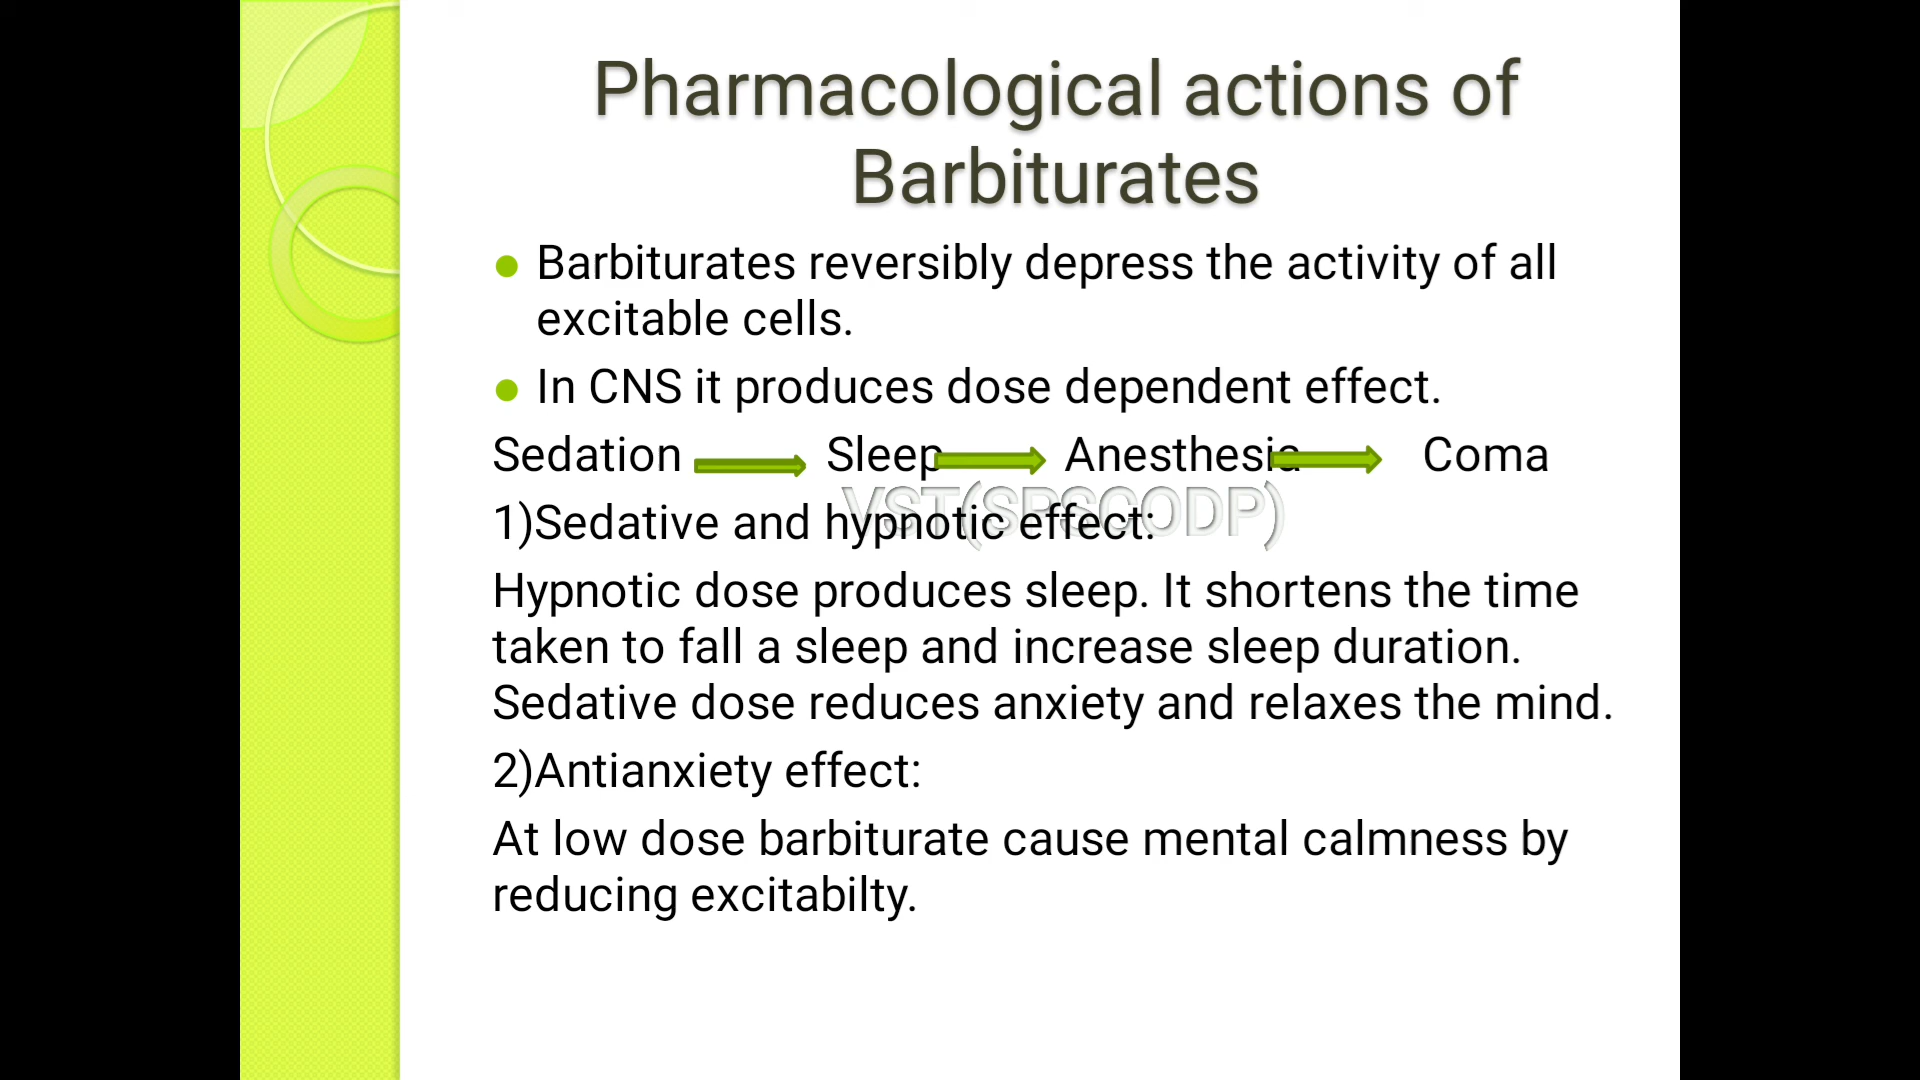 Pharmacological actions of
Barbiturates
Barbiturates reversibly depress the activity of all
excitable cells.
In CNS it produces dose dependent effect.
Sedation Sleep Anesthesia Coma
VST(SPSCODP)
1)Sedative and hypnotic effect:
Hypnotic dose produces sleep. It shortens the time
taken to fall a sleep and increase sleep duration.
Sedative dose reduces anxiety and relaxes the mind.
2)Antianxiety effect:
At low dose barbiturate cause mental calmness by
reducing excitabilty.